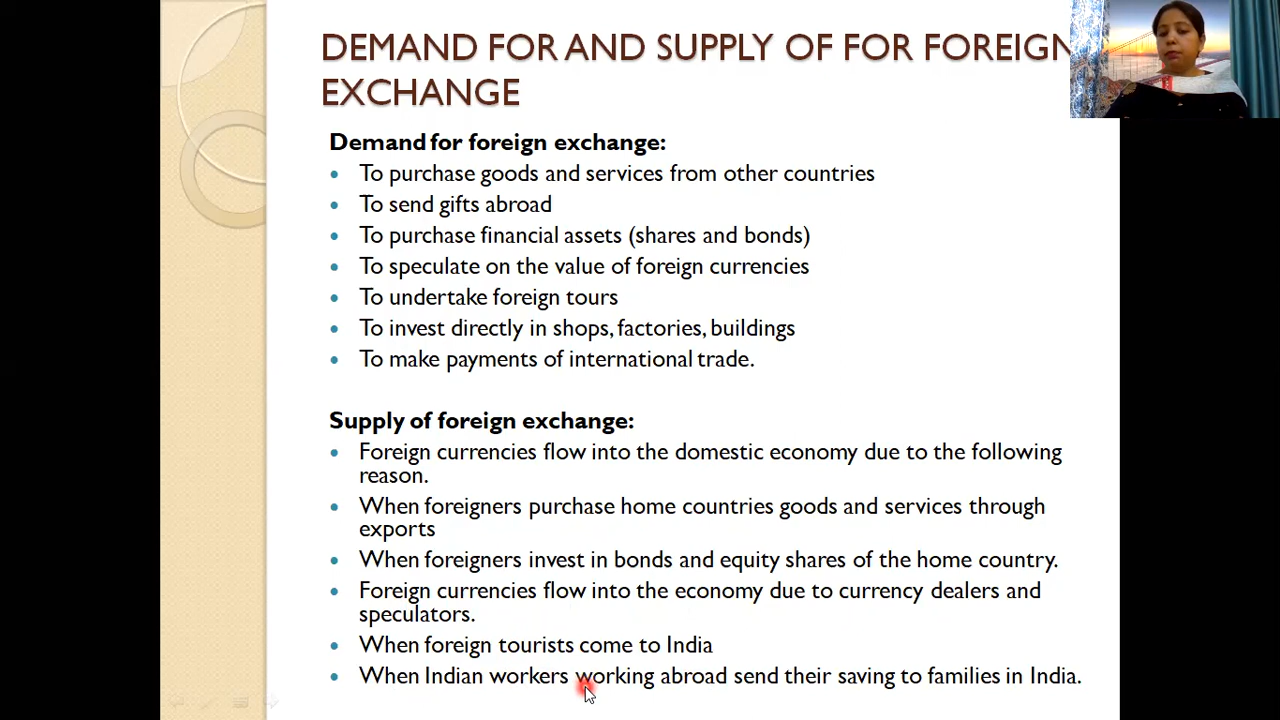 DEMAND FOR AND SUPPLY OF FOR FOREIGN
EXCHANGE
Demand for foreign exchange:
• To purchase goods and services from other countries
• To send gifts abroad
• To purchase financial assets (shares and bonds)
• To speculate on the value of foreign currencies
• To undertake foreign tours
• To invest directly in shops, factories, buildings
• To make payments of international trade.
Supply of foreign exchange:
• Foreign currencies flow into the domestic economy due to the following
reason.
• When foreigners purchase home countries goods and services through
exports
• When foreigners invest in bonds and equity shares of the home country.
• Foreign currencies flow into the economy due to currency dealers and
speculators.
• When foreign tourists come to India
• When Indian workers working abroad send their saving to families in India.